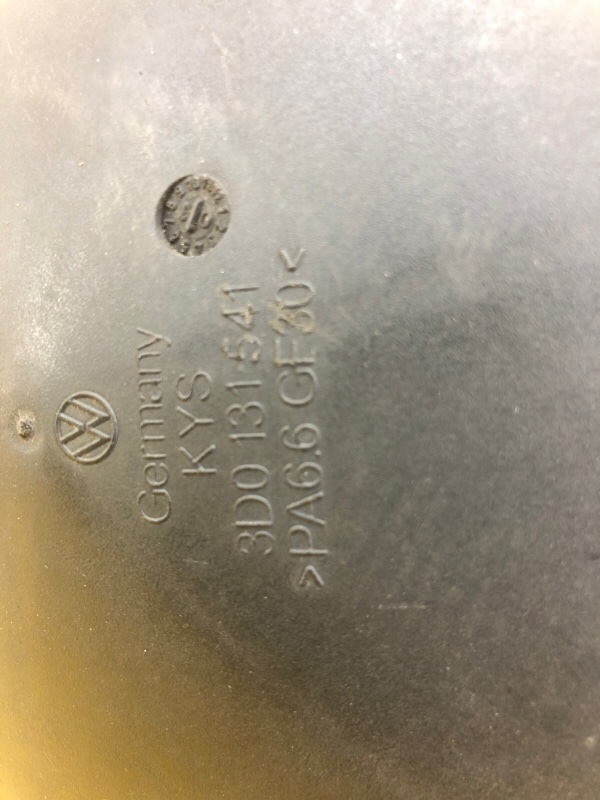 Germany
KYS
3D0 131 541
>PA6.6 GF30<